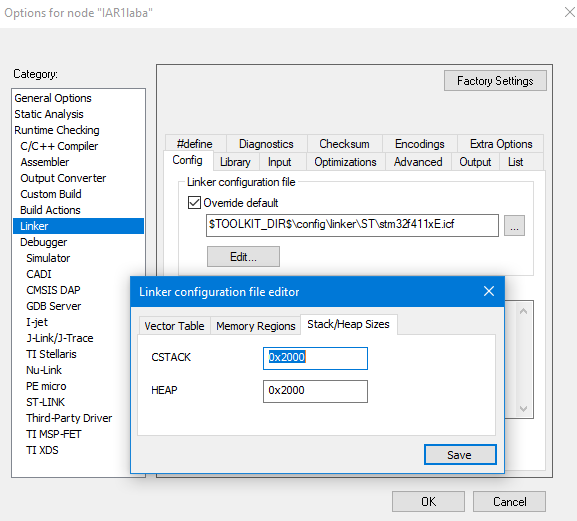 Options for node "IAR1laba"
Category:
General Options
Static Analysis
Runtime Checking
C/C++ Compiler
Assembler
Output Converter
Custom Build
Build Actions
Linker
Debugger
Simulator
CADI
CMSIS DAP
GDB Server
I-jet
J-Link/J-Trace
TI Stellaris
Nu-Link
PE micro
ST-LINK
Third-Party Driver
TI MSP-FET
TI XDS
Factory Settings
#define Diagnostics Checksum Encodings Extra Options
Config Library Input Optimizations Advanced Output List
Linker configuration file
Override default
$TOOLKIT_DIR$\config\linker\ST\stm32f411xE.icf
...
Edit...
Linker configuration file editor
Vector Table Memory Regions Stack/Heap Sizes
CSTACK 0x2000
HEAP 0x2000
Save
OK Cancel